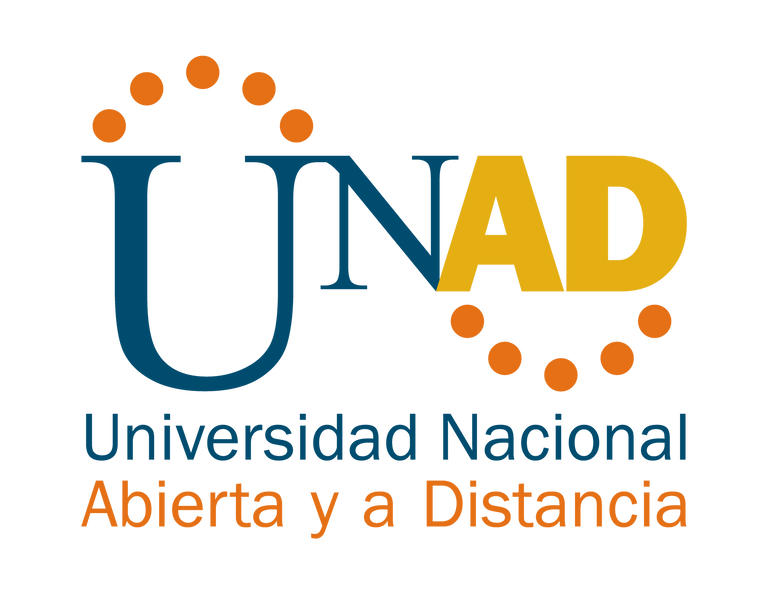 UNAD
Universidad Nacional
Abierta y a Distancia